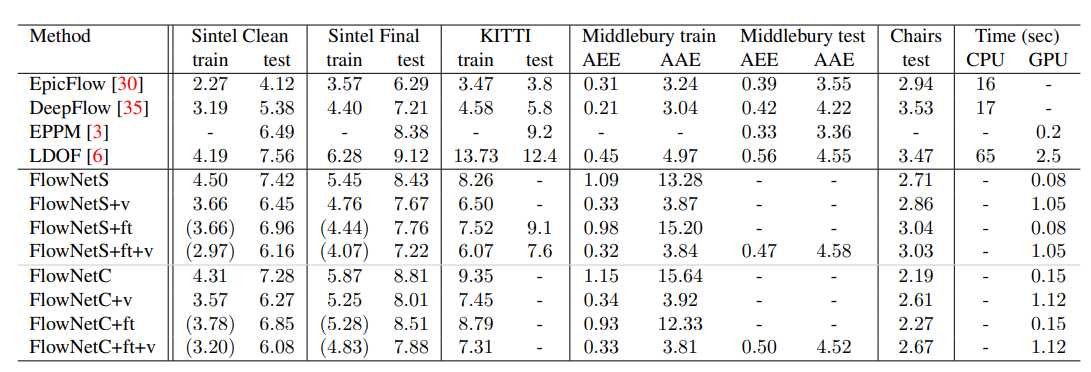 Method Sintel Clean Sintel Final KITTI Middlebury train Middlebury test Chairs Time (sec)
train test train test train test AEE AAE AEE AAE test CPU GPU
EpicFlow [30] 2.27 4.12 3.57 6.29 3.47 3.8 0.31 3.24 0.39 3.55 2.94 16 -
DeepFlow [35] 3.19 5.38 4.40 7.21 4.58 5.8 0.21 3.04 0.42 4.22 3.53 17 -
EPPM [3] - 6.49 - 8.38 - 9.2 - - 0.33 3.36 - - 0.2
LDOF [6] 4.19 7.56 6.28 9.12 13.73 12.4 0.45 4.97 0.56 4.55 3.47 65 2.5
FlowNetS 4.50 7.42 5.45 8.43 8.26 - 1.09 13.28 - - 2.71 - 0.08
FlowNetS+v 3.66 6.45 4.76 7.67 6.50 - 0.33 3.87 - - 2.86 - 1.05
FlowNetS+ft (3.66) 6.96 (4.44) 7.76 7.52 9.1 0.98 15.20 - - 3.04 - 0.08
FlowNetS+ft+v (2.97) 6.16 (4.07) 7.22 6.07 7.6 0.32 3.84 0.47 4.58 3.03 - 1.05
FlowNetC 4.31 7.28 5.87 8.81 9.35 - 1.15 15.64 - - 2.19 - 0.15
FlowNetC+v 3.57 6.27 5.25 8.01 7.45 - 0.34 3.92 - - 2.61 - 1.12
FlowNetC+ft (3.78) 6.85 (5.28) 8.51 8.79 - 0.93 12.33 - - 2.27 - 0.15
FlowNetC+ft+v (3.20) 6.08 (4.83) 7.88 7.31 - 0.33 3.81 0.50 4.52 2.67 - 1.12